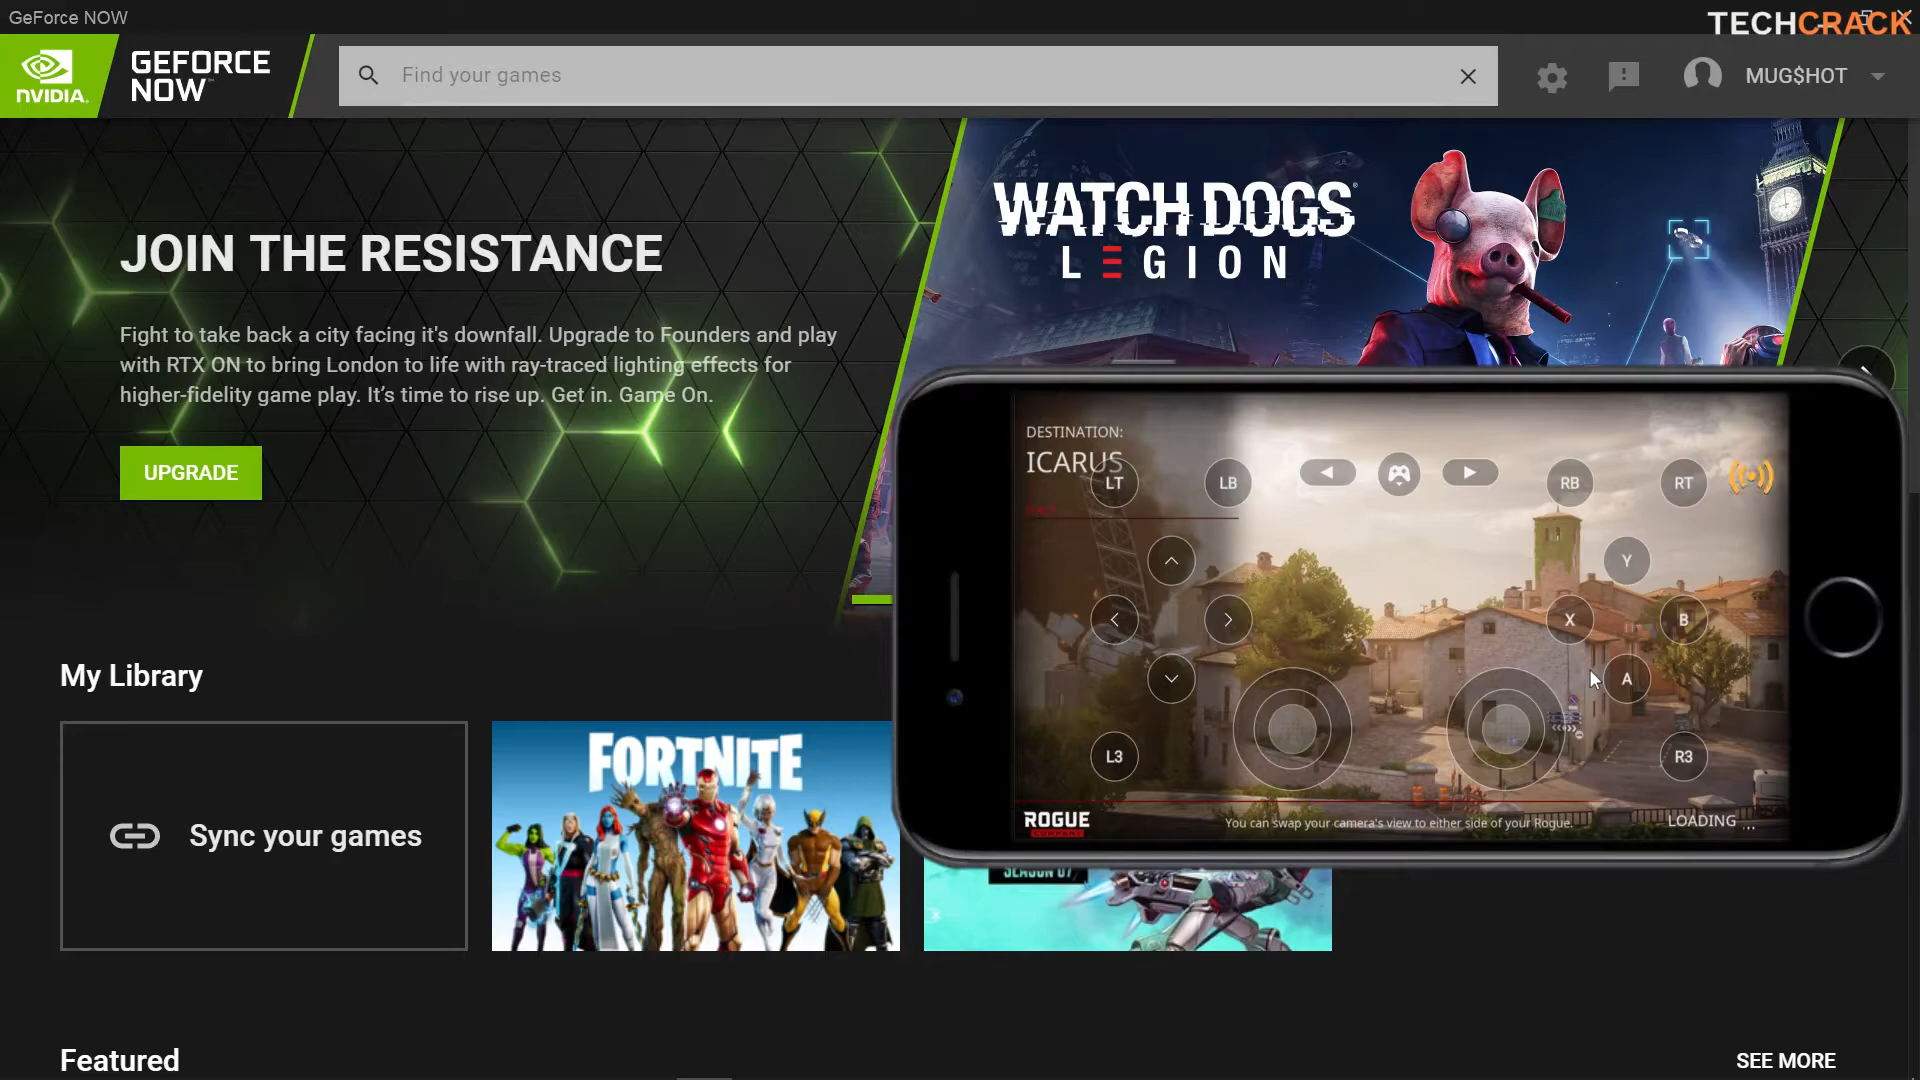 GeForce NOW
TECHCRACK
NVIDIA.
GEFORCE
NOW
Find your games
MUG$HOT
JOIN THE RESISTANCE
Fight to take back a city facing it's downfall. Upgrade to Founders and play
with RTX ON to bring London to life with ray-traced lighting effects for
higher-fidelity game play. It’s time to rise up. Get in. Game On.
UPGRADE
WATCH DOGS
LEGION
DESTINATION:
ICARUS
LT
LB
RB
RT
Y
X
B
A
L3
R3
ROGUE
COMPANY
You can swap your camera's view to either side of your Rogue.
LOADING ...
My Library
Sync your games
FORTNITE
SEASON 07
Featured
SEE MORE